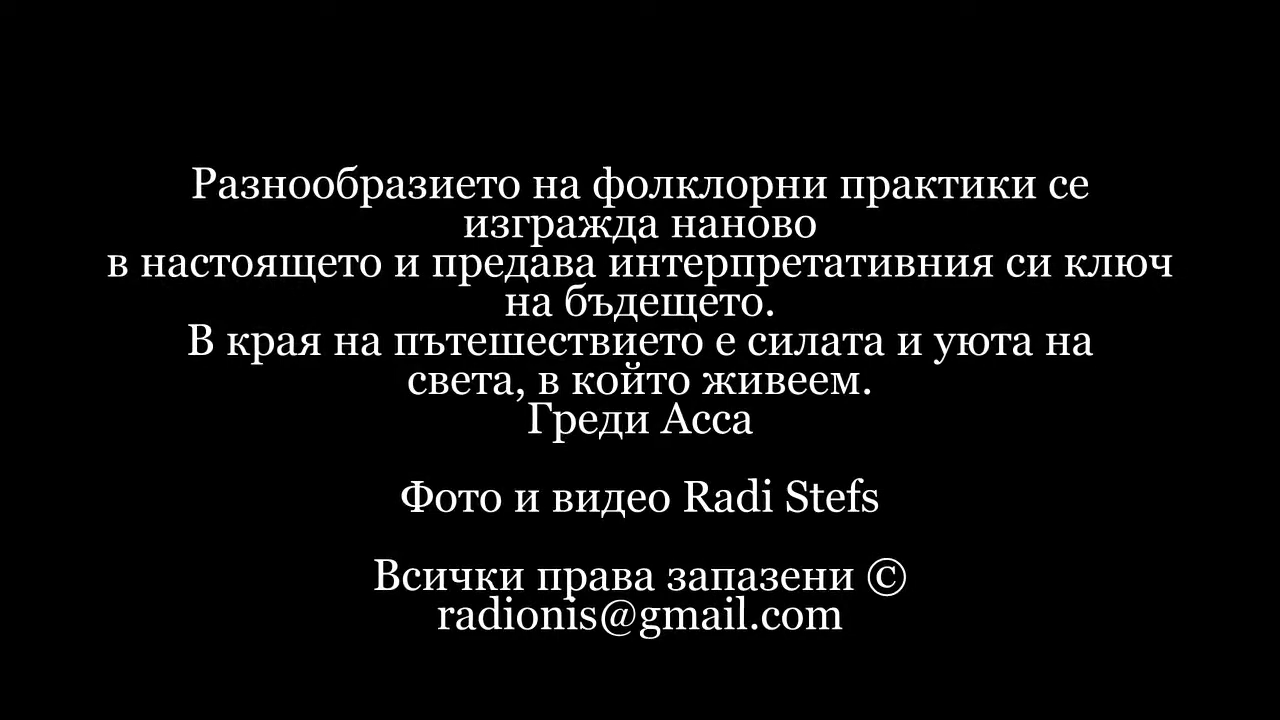 Разнообразието на фолклорни практики се
изгражда наново
в настоящето и предава интерпретативния си ключ
на бъдещето.
В края на пътешествието е силата и уюта на
света, в който живеем.
Греди Асса
Фото и видео Radi Stefs
Всички права запазени ©
radionis@gmail.com